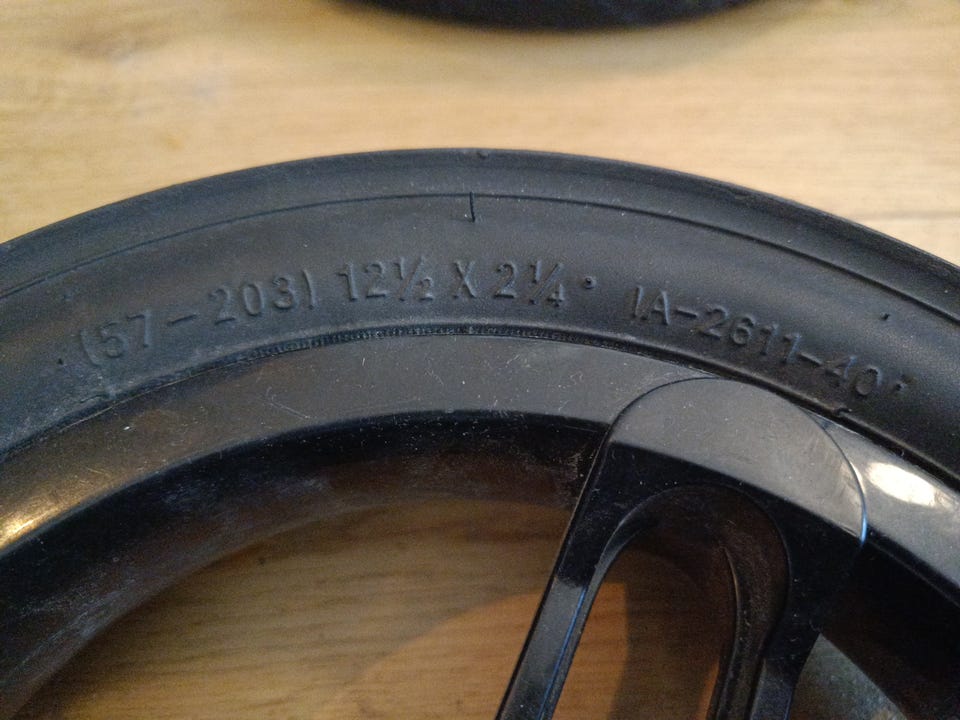 (57-203) 12½ X 2¼ • IA-2611-40 •